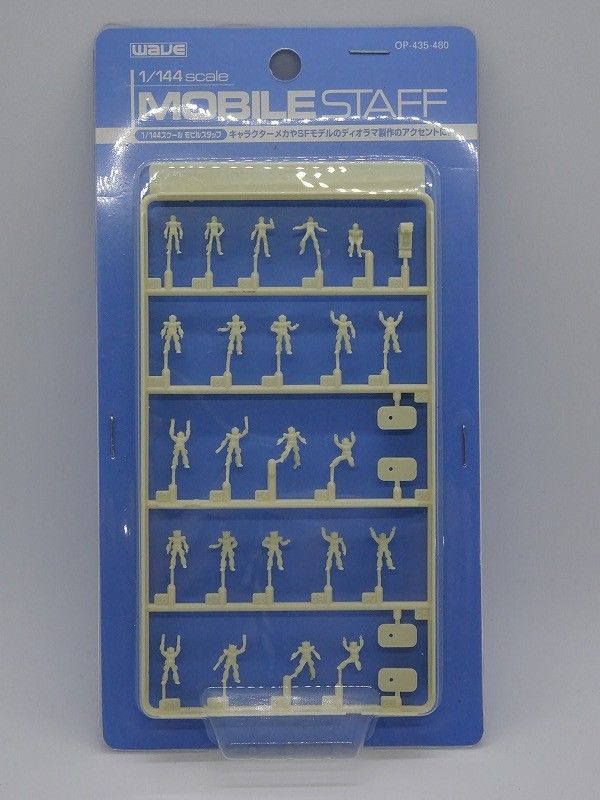 WAVE
OP-435-480
1/144 scale
MOBILE STAFF
1/144スケール モビルスタッフ
キャラクターメカやSFモデルのディオラマ製作のアクセントに